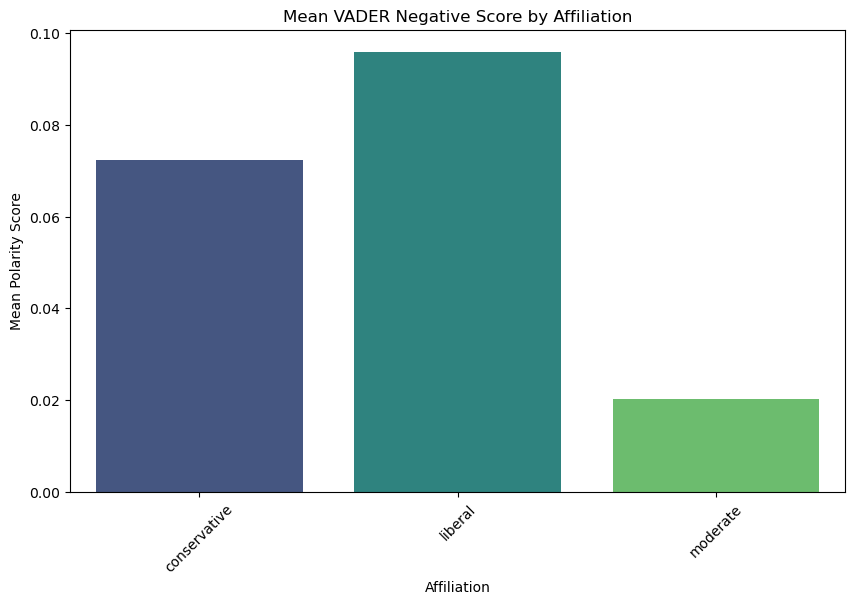 Mean VADER Negative Score by Affiliation
Mean Polarity Score
0.10
0.08
0.06
0.04
0.02
0.00
conservative
liberal
moderate
Affiliation